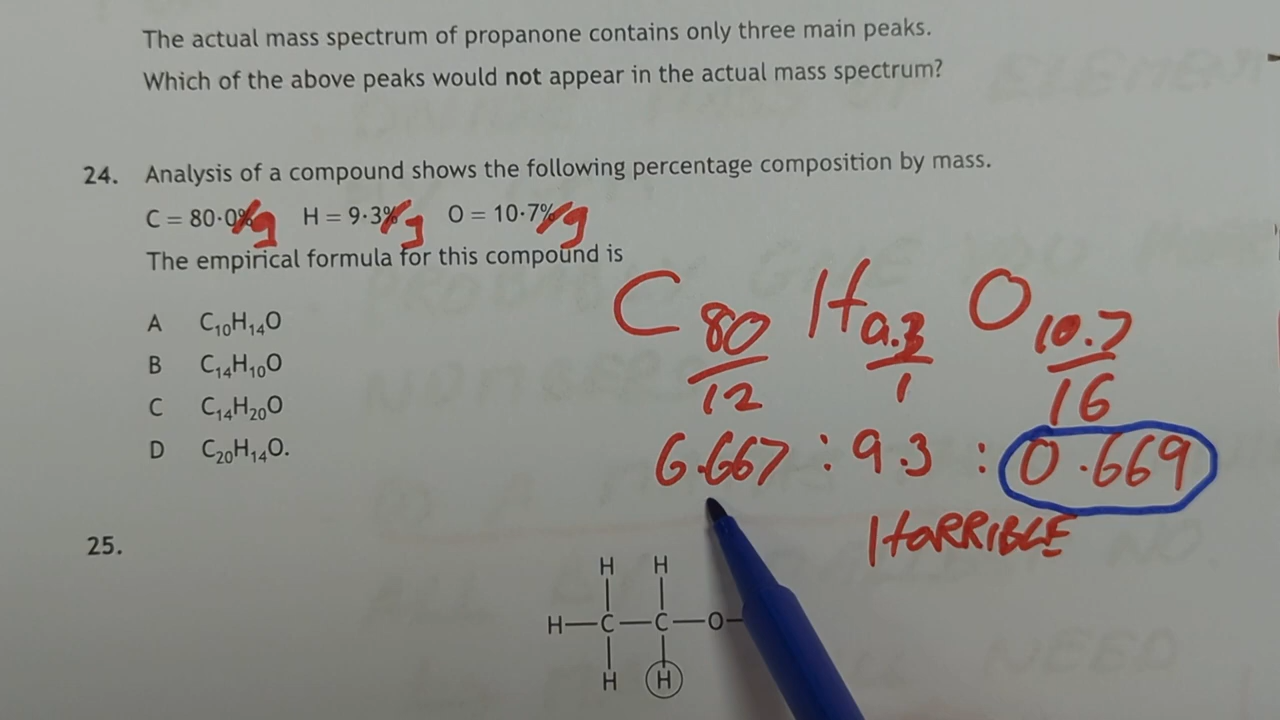 The actual mass spectrum of propanone contains only three main peaks.
Which of the above peaks would not appear in the actual mass spectrum?
24. Analysis of a compound shows the following percentage composition by mass.
C = 80·0%/g H = 9·3%/g O = 10·7%/g
The empirical formula for this compound is
A C₁₀H₁₄O
B C₁₄H₁₀O
C C₁₄H₂₀O
D C₂₀H₁₄O.
C 80 H 9.3 O 10.7
12 1 16
6.667 : 9.3 : 0.669
HORRIBLE
25.
H H
H—C—C—O—
H H